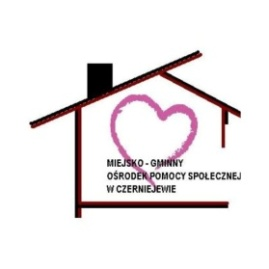 MIEJSKO - GMINNY
OŚRODEK POMOCY SPOŁECZNEJ
W CZERNIEJEWIE